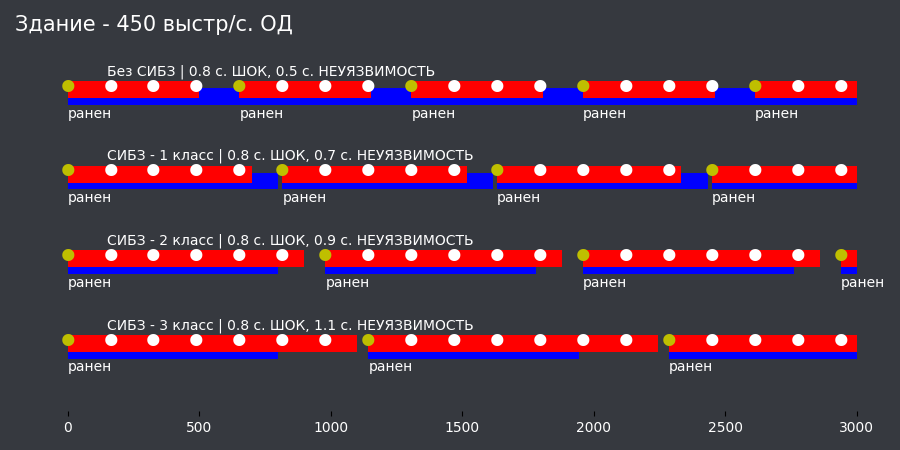 Здание - 450 выстр/с. ОД
Без СИБЗ | 0.8 с. ШОК, 0.5 с. НЕУЯЗВИМОСТЬ
ранен ранен ранен ранен ранен
СИБЗ - 1 класс | 0.8 с. ШОК, 0.7 с. НЕУЯЗВИМОСТЬ
ранен ранен ранен ранен
СИБЗ - 2 класс | 0.8 с. ШОК, 0.9 с. НЕУЯЗВИМОСТЬ
ранен ранен ранен ранен
СИБЗ - 3 класс | 0.8 с. ШОК, 1.1 с. НЕУЯЗВИМОСТЬ
ранен ранен ранен
0 500 1000 1500 2000 2500 3000